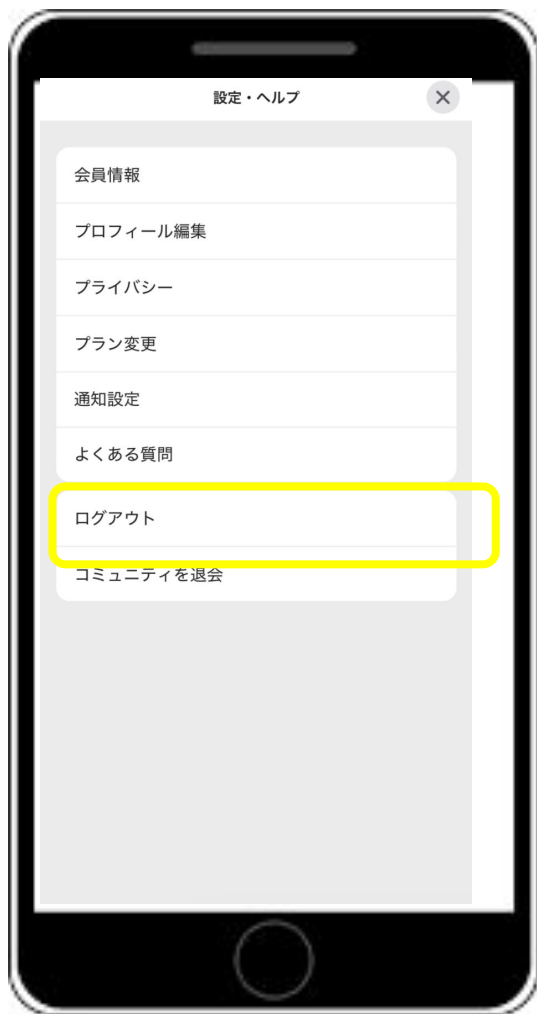 設定・ヘルプ
会員情報
プロフィール編集
プライバシー
プラン変更
通知設定
よくある質問
ログアウト
コミュニティを退会